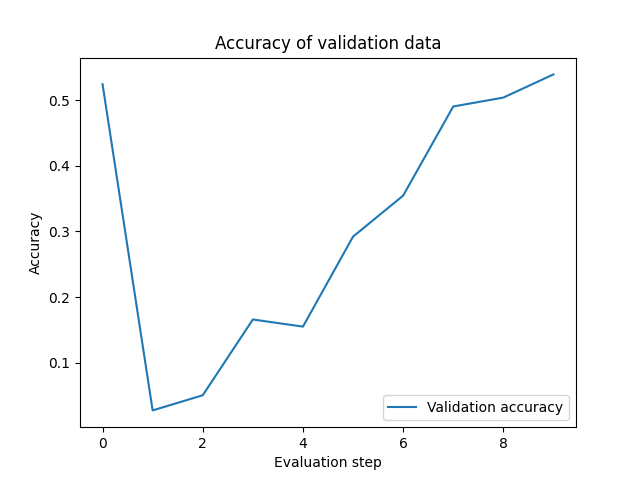 Accuracy of validation data
Accuracy
0.5
0.4
0.3
0.2
0.1
Validation accuracy
0 2 4 6 8
Evaluation step